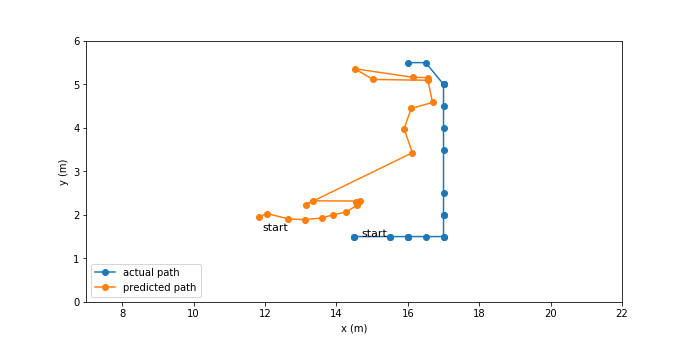 6
5
4
3
2
1
0
y (m)
start
start
actual path
predicted path
8 10 12 14 16 18 20 22
x (m)